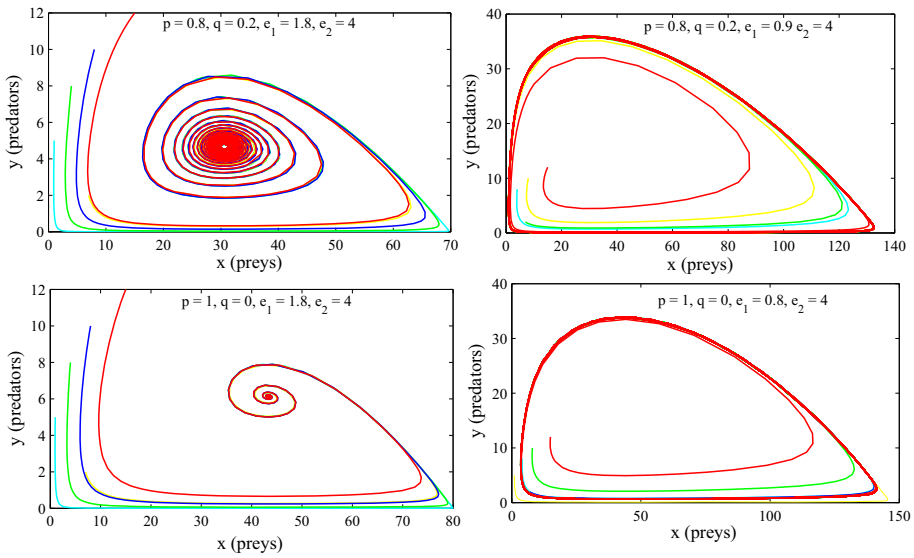 p = 0.8, q = 0.2, e1 = 1.8, e2 = 4
12
10
8
6
4
2
0
y (predators)
0 10 20 30 40 50 60 70
x (preys)
p = 0.8, q = 0.2, e1 = 0.9 e2 = 4
40
30
20
10
0
y (predators)
0 20 40 60 80 100 120 140
x (preys)
p = 1, q = 0, e1 = 1.8, e2 = 4
12
10
8
6
4
2
0
y (predators)
0 10 20 30 40 50 60 70 80
x (preys)
p = 1, q = 0, e1 = 0.8, e2 = 4
40
30
20
10
0
y (predators)
0 50 100 150
x (preys)